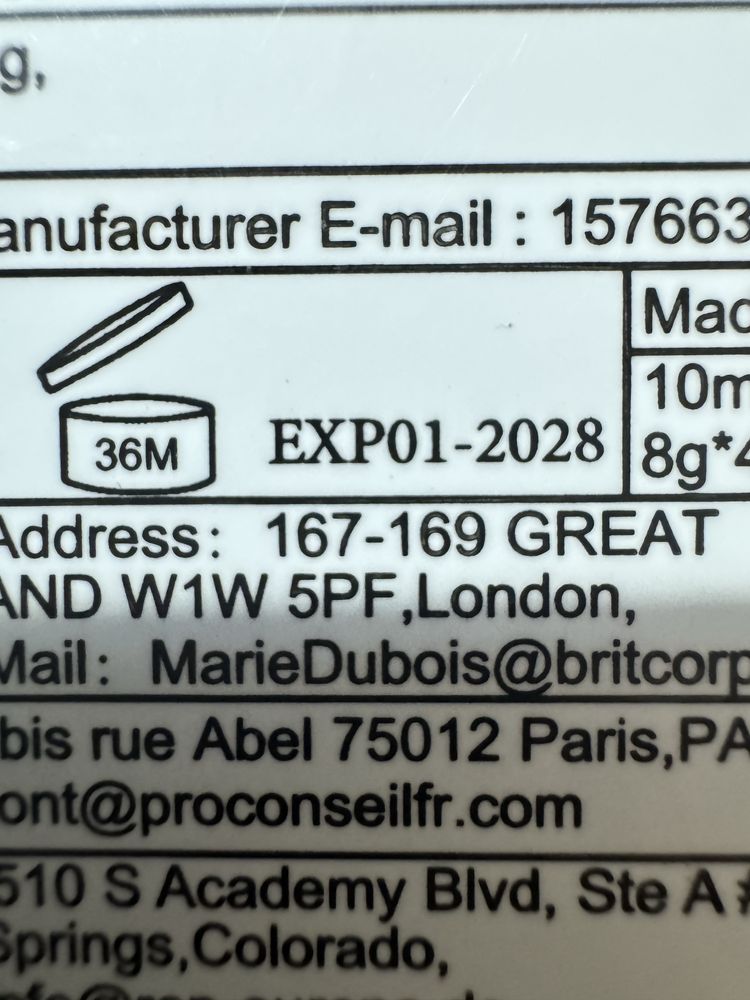 g,
anufacturer E-mail : 157663
36M
EXP01-2028
Mad
10m
8g*4
Address: 167-169 GREAT
AND W1W 5PF,London,
Mail: MarieDubois@britcorp
bis rue Abel 75012 Paris,PA
ont@proconseilfr.com
510 S Academy Blvd, Ste A #
Springs,Colorado,